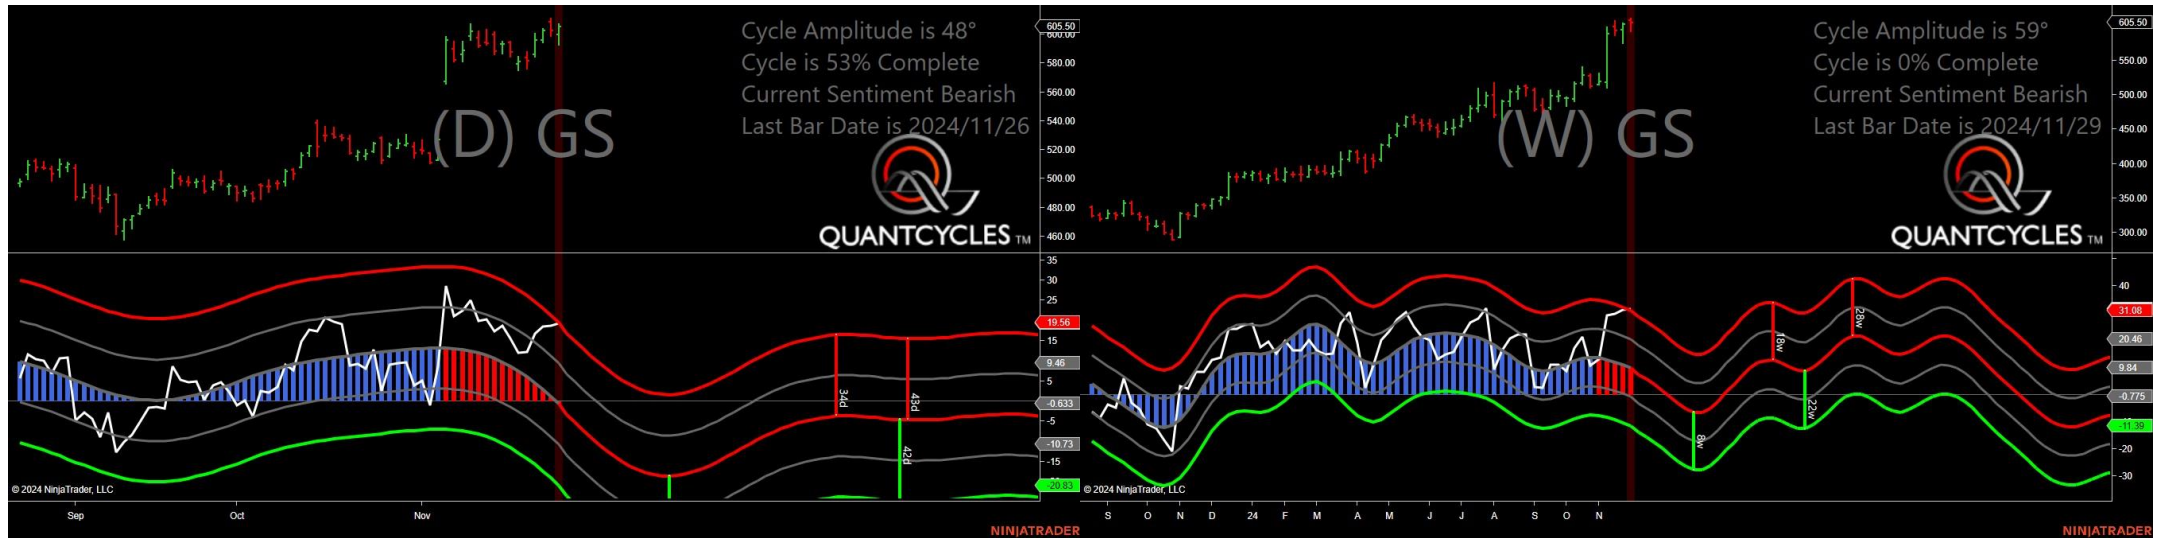 Cycle Amplitude is 48°
Cycle is 53% Complete
Current Sentiment Bearish
Last Bar Date is 2024/11/26
(D) GS
QUANTCYCLES TM
605.50
600.00
580.00
560.00
540.00
520.00
500.00
480.00
460.00
35
30
25
19.56
15
9.46
5
-0.633
-5
-10.73
-15
-20.83
34d
43d
42d
© 2024 NinjaTrader, LLC
Sep Oct Nov
NINJATRADER
Cycle Amplitude is 59°
Cycle is 0% Complete
Current Sentiment Bearish
Last Bar Date is 2024/11/29
(W) GS
QUANTCYCLES TM
605.50
550.00
500.00
450.00
400.00
350.00
300.00
40
31.08
20.46
9.84
-0.775
-11.39
-20
-30
8w
18w
22w
28w
© 2024 NinjaTrader, LLC
S O N D 24 F M A M J J A S O N
NINJATRADER